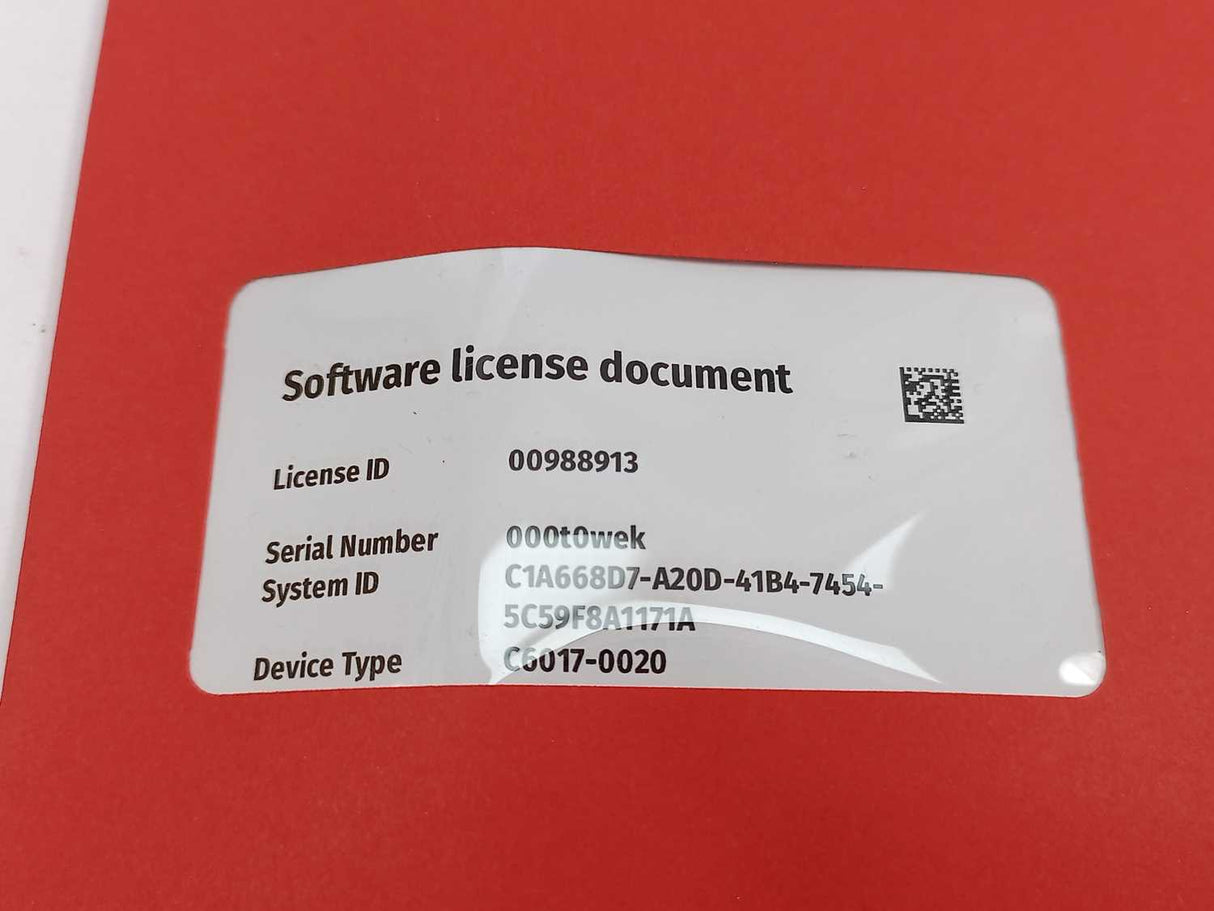 Software license document
License ID 00988913
Serial Number 000t0wek
System ID C1A668D7-A20D-41B4-7454-
5C59F8A1171A
Device Type C6017-0020